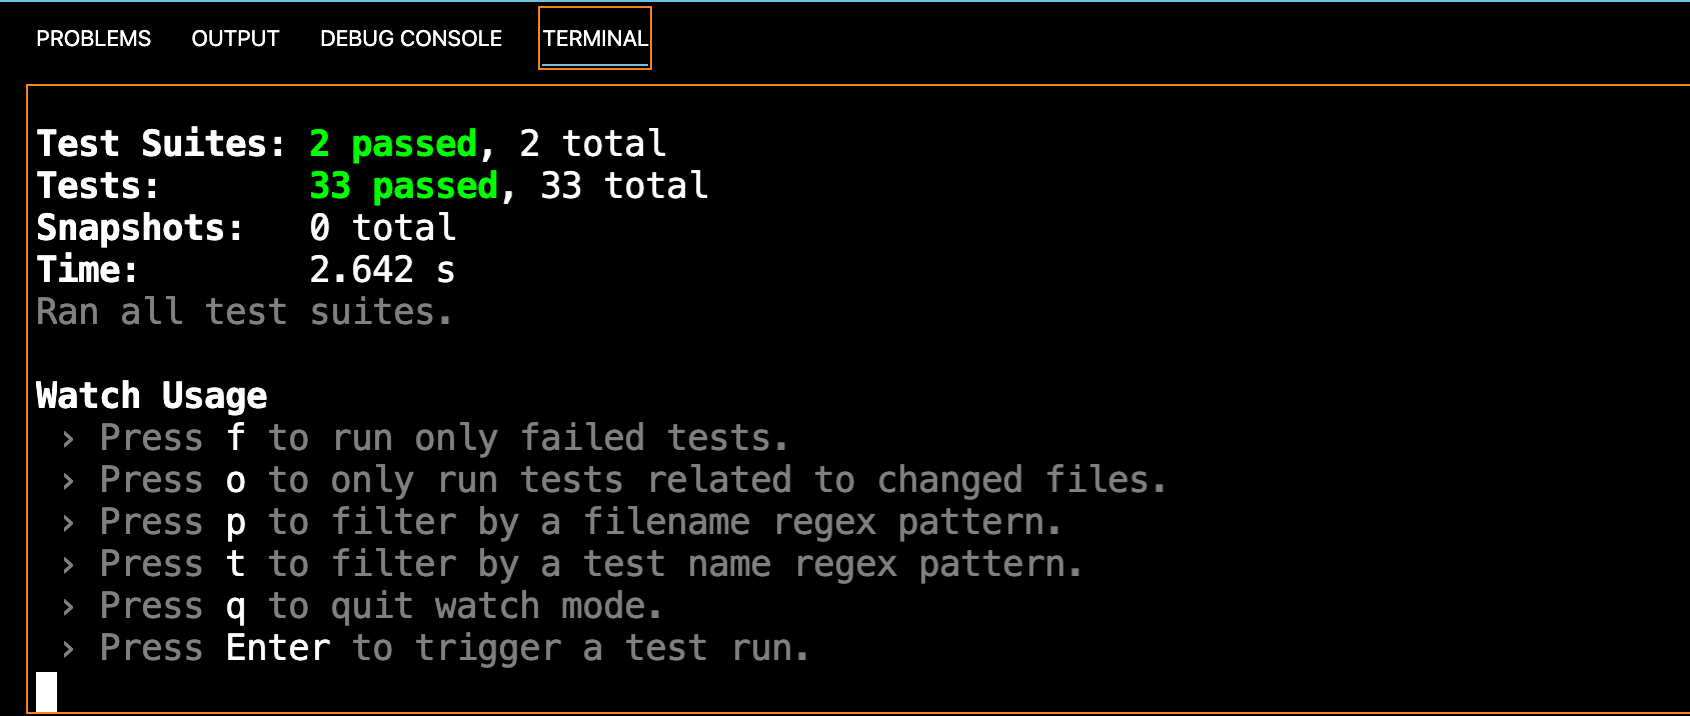 PROBLEMS OUTPUT DEBUG CONSOLE TERMINAL
Test Suites: 2 passed, 2 total
Tests: 33 passed, 33 total
Snapshots: 0 total
Time: 2.642 s
Ran all test suites.
Watch Usage
› Press f to run only failed tests.
› Press o to only run tests related to changed files.
› Press p to filter by a filename regex pattern.
› Press t to filter by a test name regex pattern.
› Press q to quit watch mode.
› Press Enter to trigger a test run.